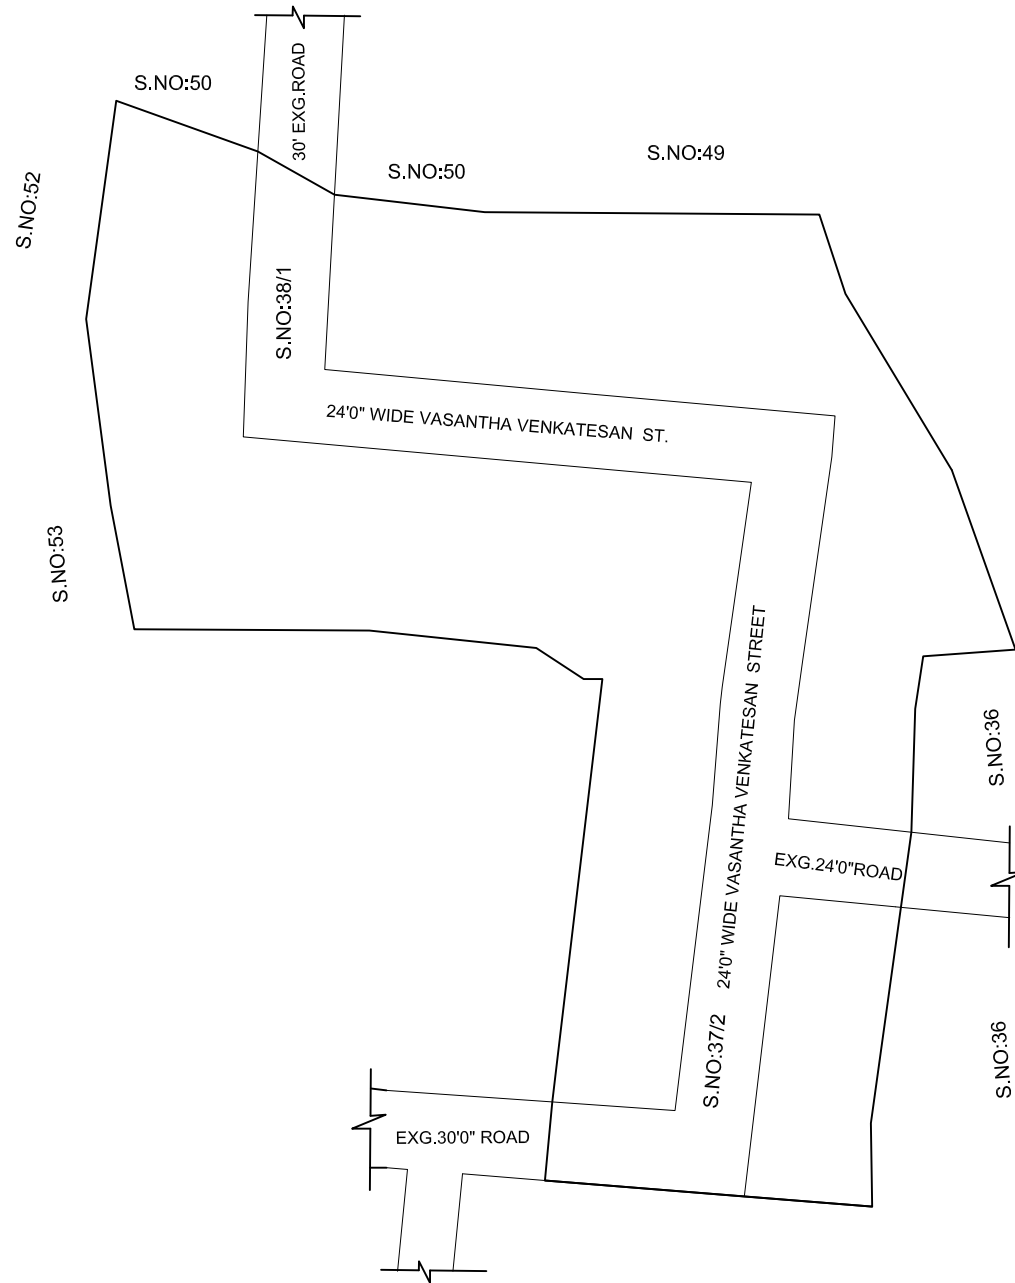 30' EXG.ROAD
S.NO:50
S.NO:49
S.NO:50
S.NO:52
S.NO:38/1
24'0" WIDE VASANTHA VENKATESAN ST.
S.NO:53
24'0" WIDE VASANTHA VENKATESAN STREET
S.NO:36
EXG.24'0"ROAD
S.NO:37/2
S.NO:36
EXG.30'0" ROAD